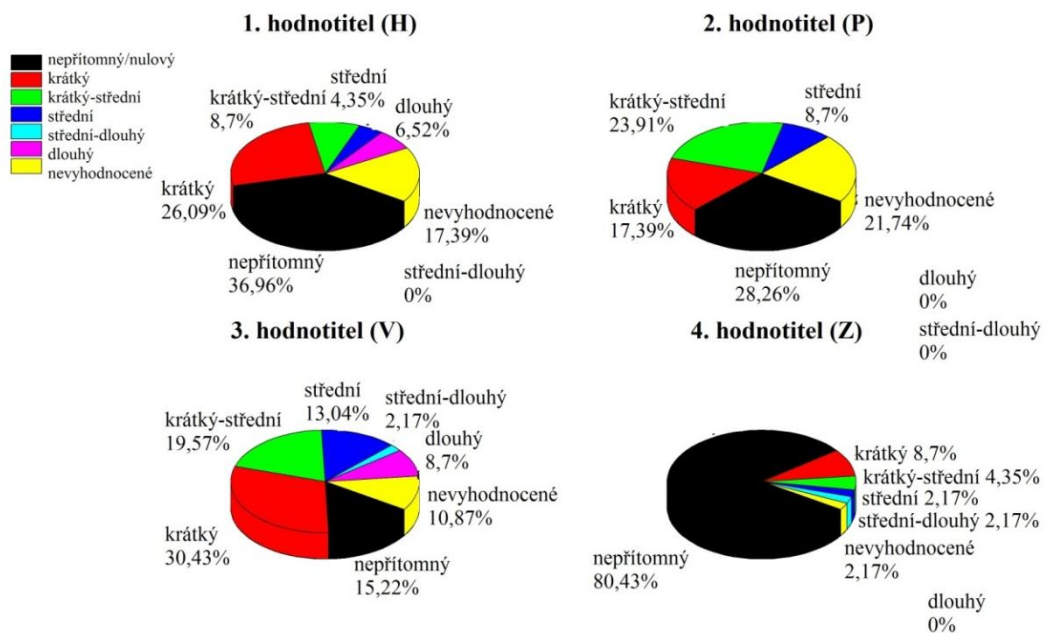 1. hodnotitel (H)
nepřítomný/nulový
krátký
krátký-střední
střední
střední-dlouhý
dlouhý
nevyhodnocené
krátký-střední
8,7%
střední
4,35%
dlouhý
6,52%
krátký
26,09%
nevyhodnocené
17,39%
nepřítomný
36,96%
střední-dlouhý
0%
2. hodnotitel (P)
krátký-střední
23,91%
střední
8,7%
krátký
17,39%
nevyhodnocené
21,74%
nepřítomný
28,26%
dlouhý
0%
střední-dlouhý
0%
3. hodnotitel (V)
krátký-střední
19,57%
střední
13,04%
střední-dlouhý
2,17%
dlouhý
8,7%
nevyhodnocené
10,87%
krátký
30,43%
nepřítomný
15,22%
4. hodnotitel (Z)
krátký 8,7%
krátký-střední 4,35%
střední 2,17%
střední-dlouhý 2,17%
nevyhodnocené
2,17%
nepřítomný
80,43%
dlouhý
0%